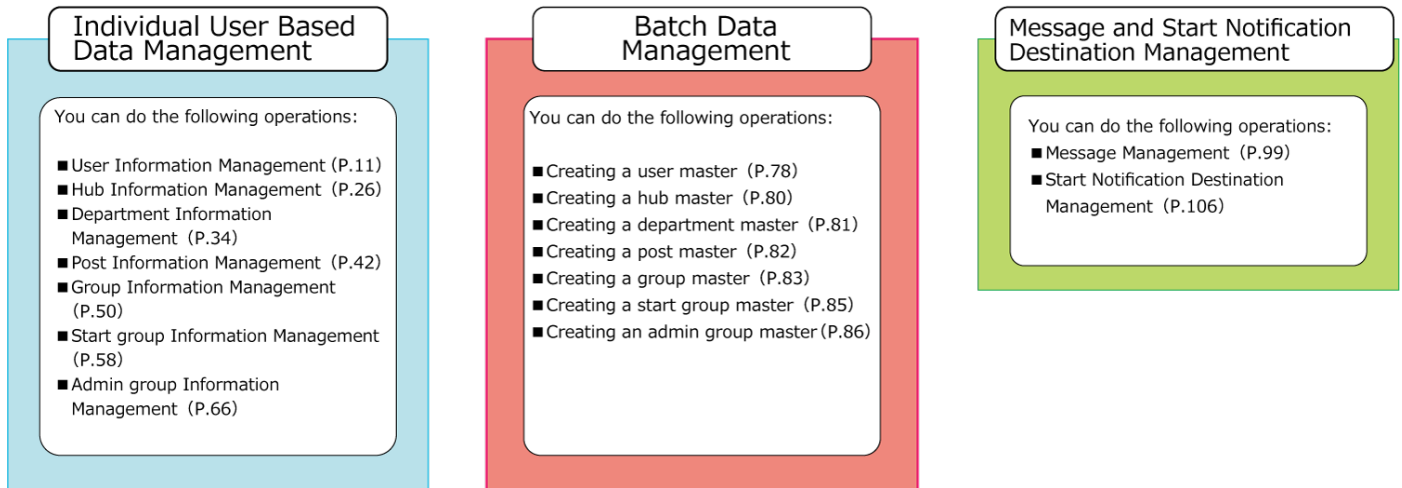 Individual User Based
Data Management
You can do the following operations:
■User Information Management (P.11)
■Hub Information Management (P.26)
■Department Information
Management (P.34)
■Post Information Management (P.42)
■Group Information Management
(P.50)
■Start group Information Management
(P.58)
■Admin group Information
Management (P.66)
Batch Data
Management
You can do the following operations:
■Creating a user master (P.78)
■Creating a hub master (P.80)
■Creating a department master (P.81)
■Creating a post master (P.82)
■Creating a group master (P.83)
■Creating a start group master (P.85)
■Creating an admin group master (P.86)
Message and Start Notification
Destination Management
You can do the following operations:
■Message Management (P.99)
■Start Notification Destination
Management (P.106)